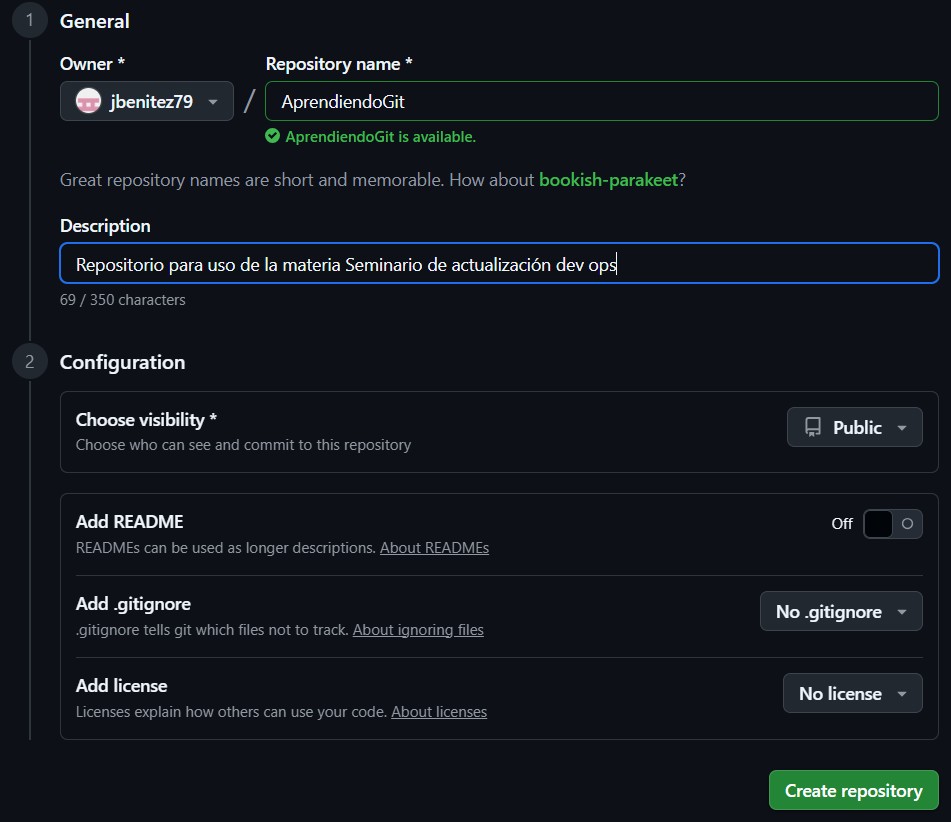 1 General
Owner * Repository name *
jbenitez79 / AprendiendoGit
AprendiendoGit is available.
Great repository names are short and memorable. How about bookish-parakeet?
Description
Repositorio para uso de la materia Seminario de actualización dev ops
69 / 350 characters
2 Configuration
Choose visibility *
Choose who can see and commit to this repository
Public
Add README
READMEs can be used as longer descriptions. About READMEs
Off
Add .gitignore
.gitignore tells git which files not to track. About ignoring files
No .gitignore
Add license
Licenses explain how others can use your code. About licenses
No license
Create repository